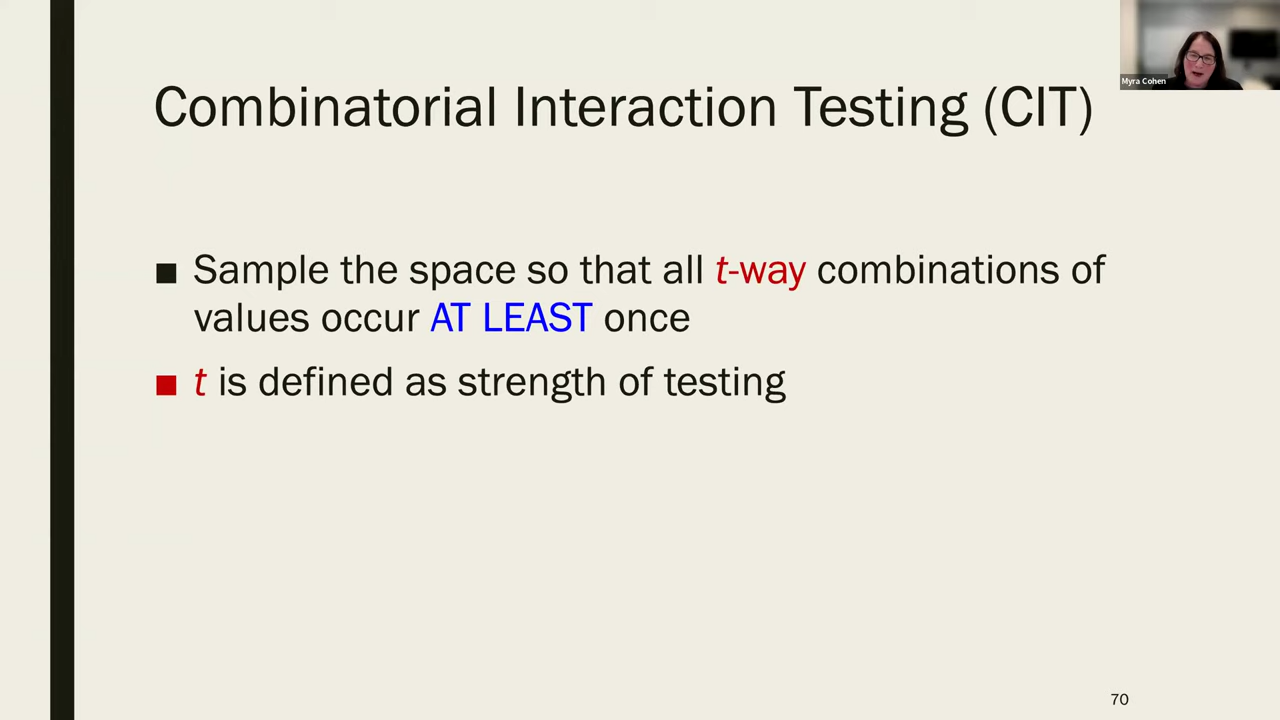 Myra Cohen
Combinatorial Interaction Testing (CIT)
■ Sample the space so that all t-way combinations of
values occur AT LEAST once
■ t is defined as strength of testing
70